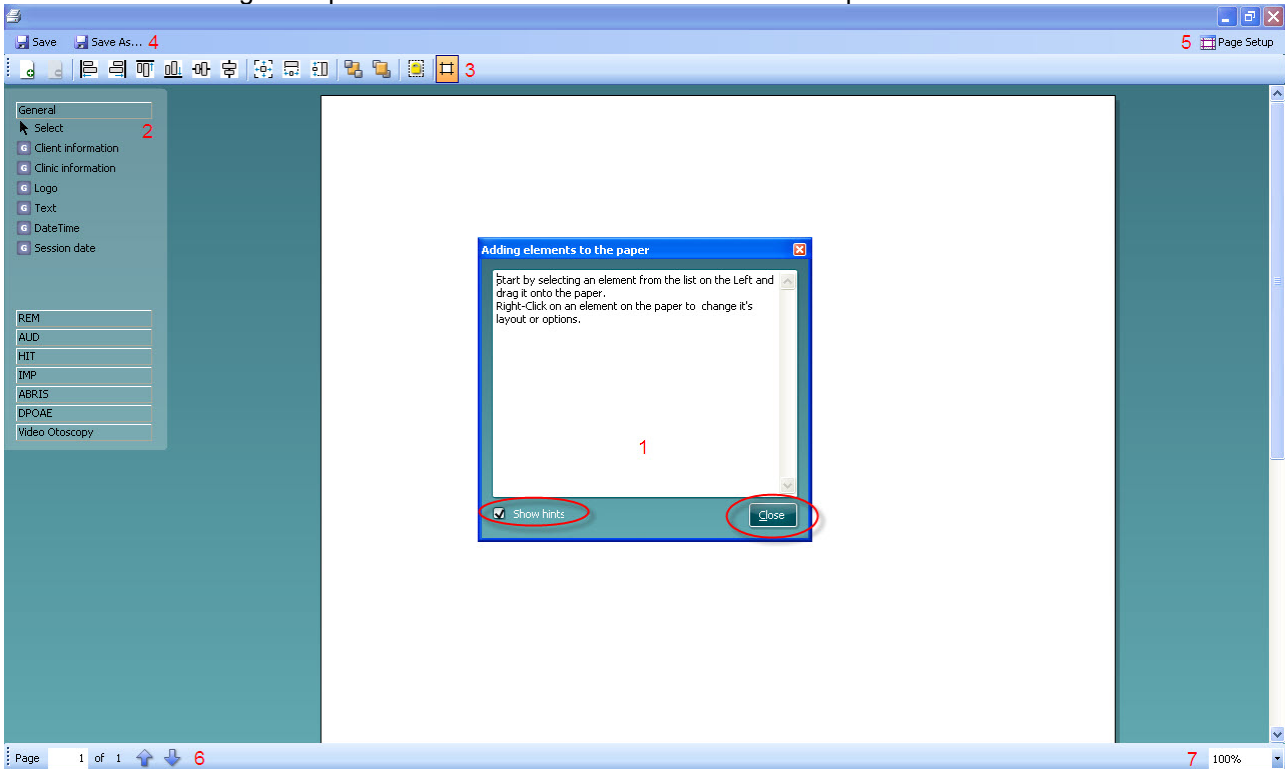 Save Save As... 4 5 Page Setup
3
General
Select
2
Client information
Clinic information
Logo
Text
DateTime
Session date
REM
AUD
HIT
IMP
ABRIS
DPOAE
Video Otoscopy
Adding elements to the paper
Start by selecting an element from the list on the Left and
drag it onto the paper.
Right-Click on an element on the paper to change it's
layout or options.
1
Show hints Close
Page 1 of 1 6 7 100%